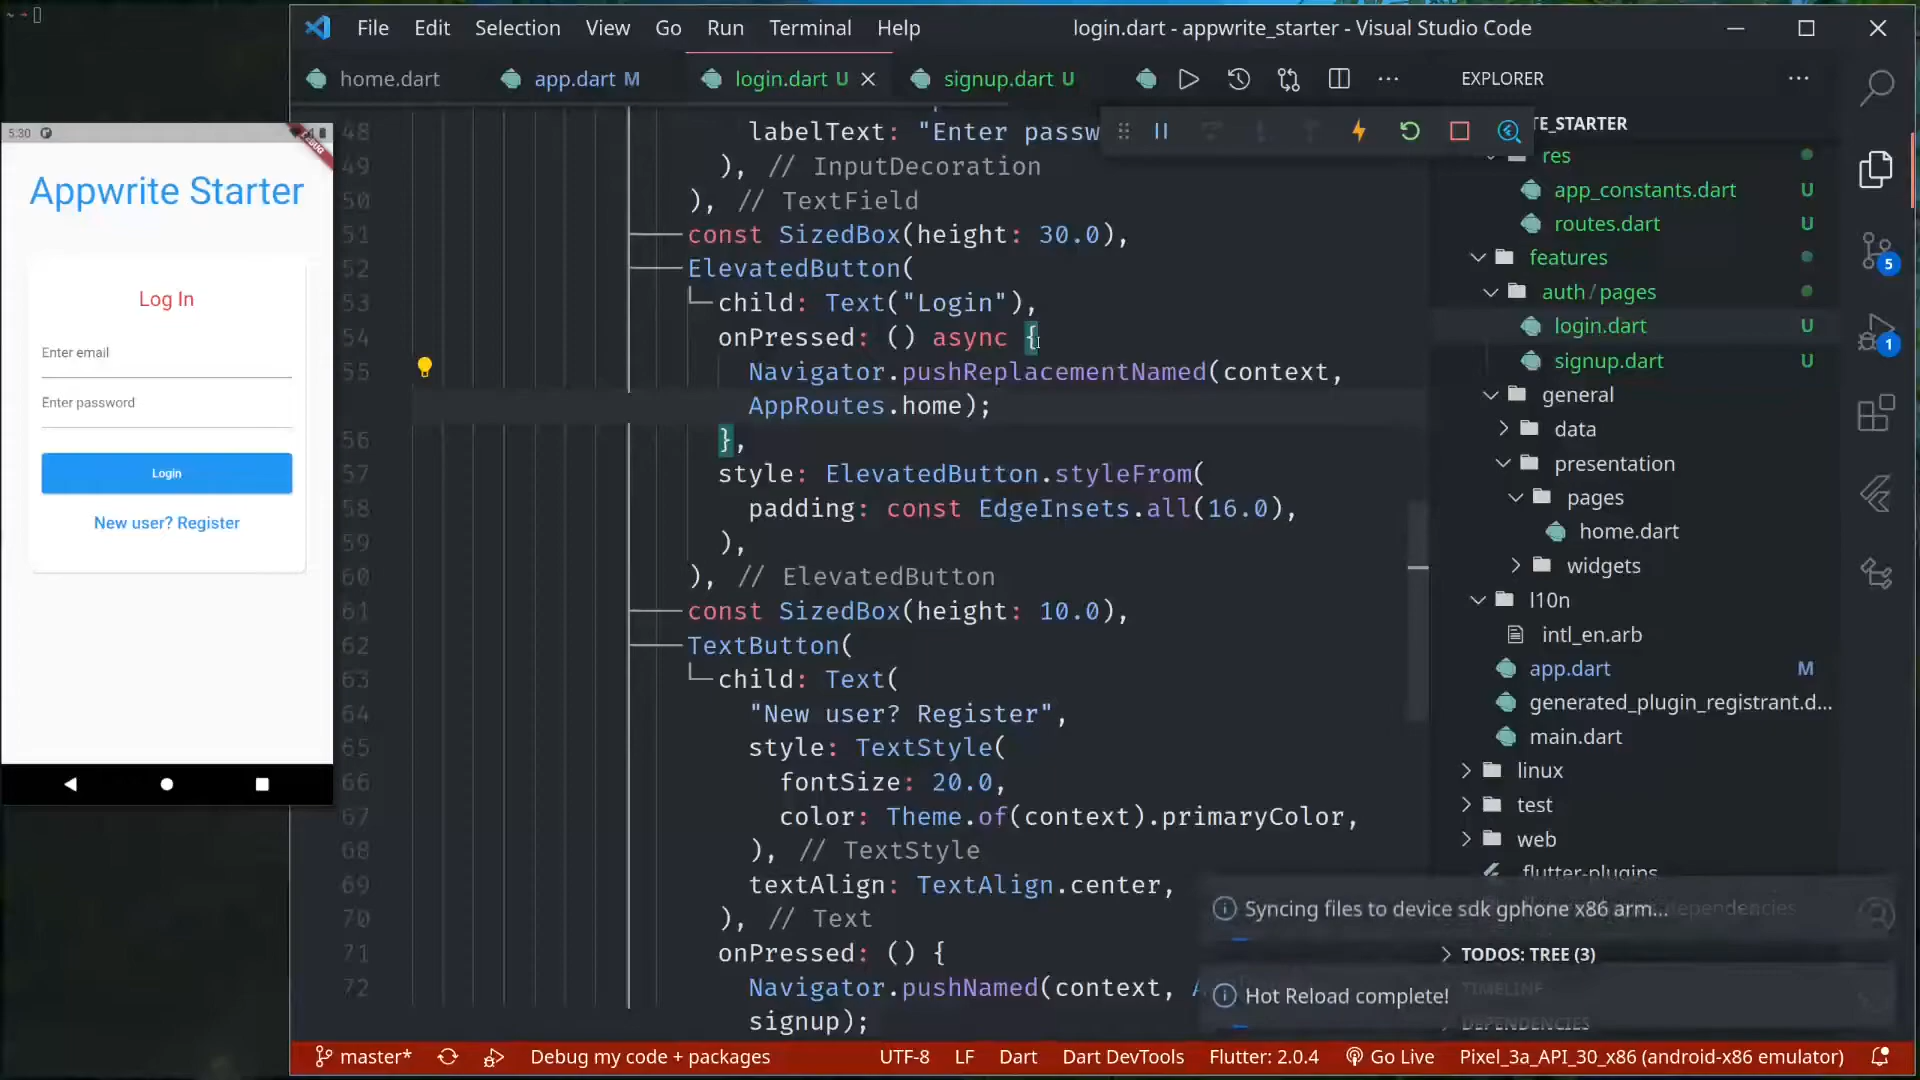 File Edit Selection View Go Run Terminal Help
login.dart - appwrite_starter - Visual Studio Code
home.dart
app.dart M
login.dart U
signup.dart U
EXPLORER
5:30
DEBUG
Appwrite Starter
Log In
Enter email
Enter password
Login
New user? Register
48 labelText: "Enter passw
49 ), // InputDecoration
50 ), // TextField
51 const SizedBox(height: 30.0),
52 ElevatedButton(
53 child: Text("Login"),
54 onPressed: () async {
55 Navigator.pushReplacementNamed(context,
AppRoutes.home);
56 },
57 style: ElevatedButton.styleFrom(
58 padding: const EdgeInsets.all(16.0),
59 ),
60 ), // ElevatedButton
61 const SizedBox(height: 10.0),
62 TextButton(
63 child: Text(
64 "New user? Register",
65 style: TextStyle(
66 fontSize: 20.0,
67 color: Theme.of(context).primaryColor,
68 ), // TextStyle
69 textAlign: TextAlign.center,
70 ), // Text
71 onPressed: () {
72 Navigator.pushNamed(context,
signup);
TE_STARTER
res
app_constants.dart U
routes.dart U
features
auth/pages
login.dart U
signup.dart U
general
data
presentation
pages
home.dart
widgets
l10n
intl_en.arb
app.dart M
generated_plugin_registrant.d...
main.dart
linux
test
web
.flutter-plugins
Syncing files to device sdk gphone x86 arm...
dependencies
TODOS: TREE (3)
TIMELINE
Hot Reload complete!
DEPENDENCIES
5
1
master* Debug my code + packages UTF-8 LF Dart Dart DevTools Flutter: 2.0.4 Go Live Pixel_3a_API_30_x86 (android-x86 emulator)